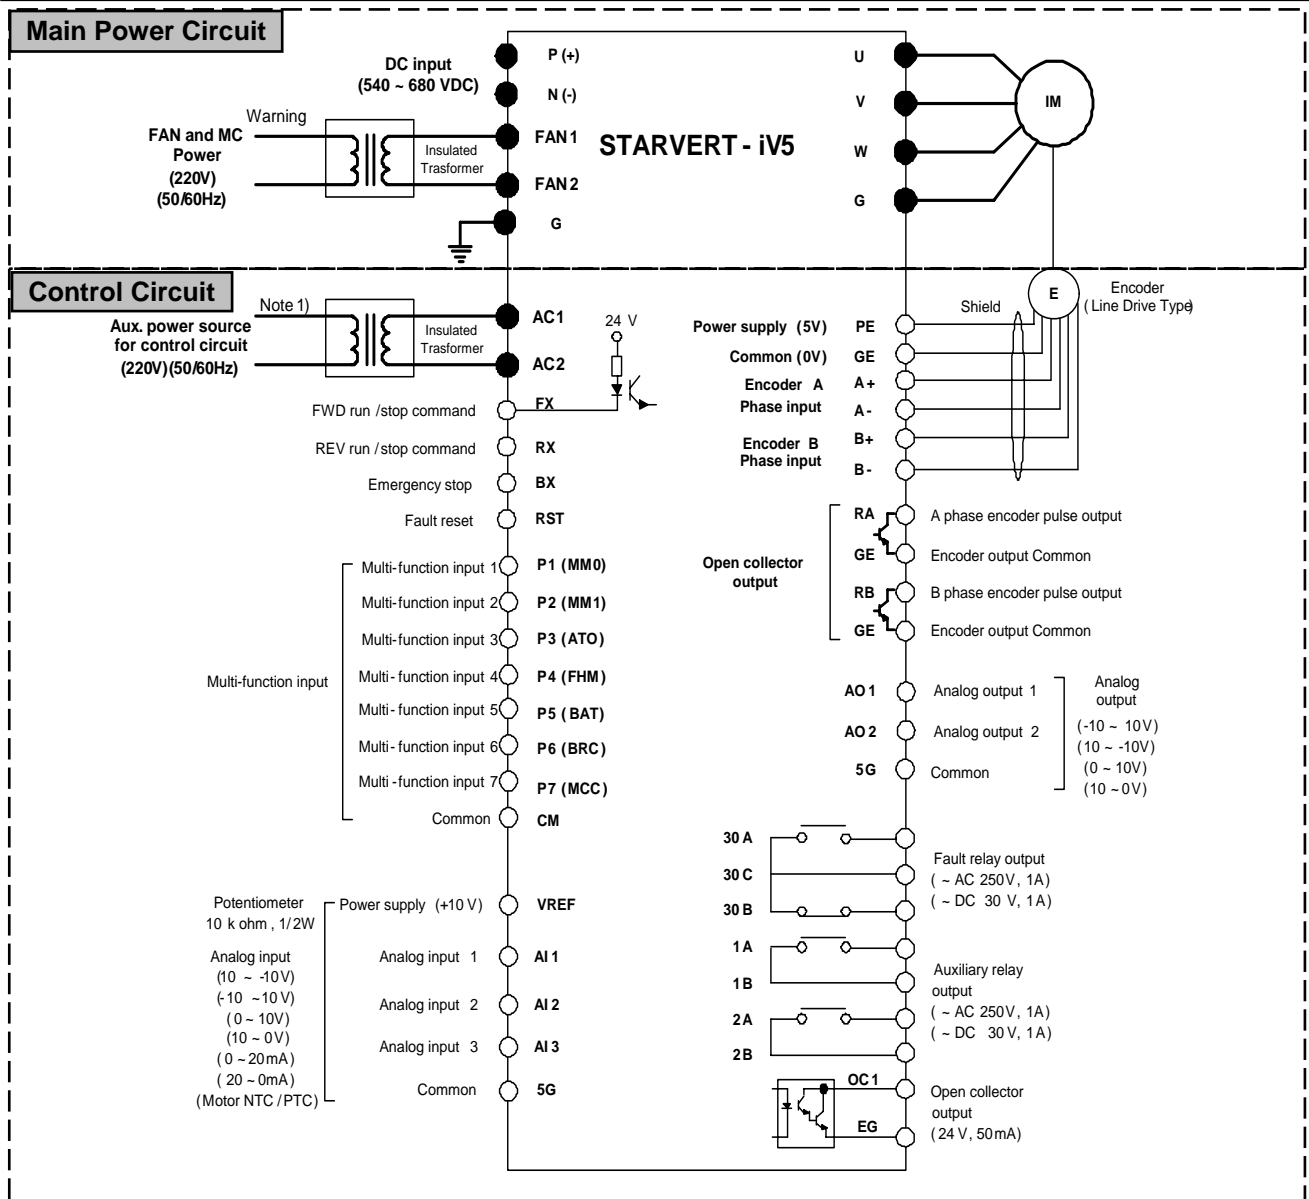 Main Power Circuit
DC input
(540 ~ 680 VDC)
P (+)
N (-)
Warning
FAN and MC
Power
(220V)
(50/60Hz)
Insulated
Trasformer
FAN 1
FAN 2
G
STARVERT - iV5
U
V
W
G
IM
Control Circuit
Note 1)
Aux. power source
for control circuit
(220V)(50/60Hz)
Insulated
Trasformer
AC1
AC2
24 V
FWD run /stop command
FX
REV run /stop command
RX
Emergency stop
BX
Fault reset
RST
Multi-function input
Multi-function input 1
P1 (MM0)
Multi-function input 2
P2 (MM1)
Multi-function input 3
P3 (ATO)
Multi- function input 4
P4 (FHM)
Multi- function input 5
P5 (BAT)
Multi- function input 6
P6 (BRC)
Multi -function input 7
P7 (MCC)
Common
CM
Potentiometer
10 k ohm , 1/2W
Power supply (+10 V)
VREF
Analog input
(10 ~ -10V)
(-10 ~10 V)
(0 ~ 10V)
(10 ~ 0V)
(0 ~20mA)
(20 ~0mA)
(Motor NTC /PTC)
Analog input 1
AI 1
Analog input 2
AI 2
Analog input 3
AI 3
Common
5G
E
Encoder
(Line Drive Type)
Shield
Power supply (5V)
PE
Common (0V)
GE
Encoder A
Phase input
A+
A-
Encoder B
Phase input
B+
B-
Open collector
output
RA
A phase encoder pulse output
GE
Encoder output Common
RB
B phase encoder pulse output
GE
Encoder output Common
AO 1
Analog output 1
AO 2
Analog output 2
5G
Common
Analog
output
(-10 ~ 10V)
(10 ~ -10V)
(0 ~ 10V)
(10 ~0V)
30 A
30 C
30 B
Fault relay output
( ~ AC 250V, 1A)
( ~ DC 30 V, 1A)
1 A
1 B
2 A
2 B
Auxiliary relay
output
( ~ AC 250V, 1A)
( ~ DC 30V, 1A)
OC 1
EG
Open collector
output
(24 V, 50mA)